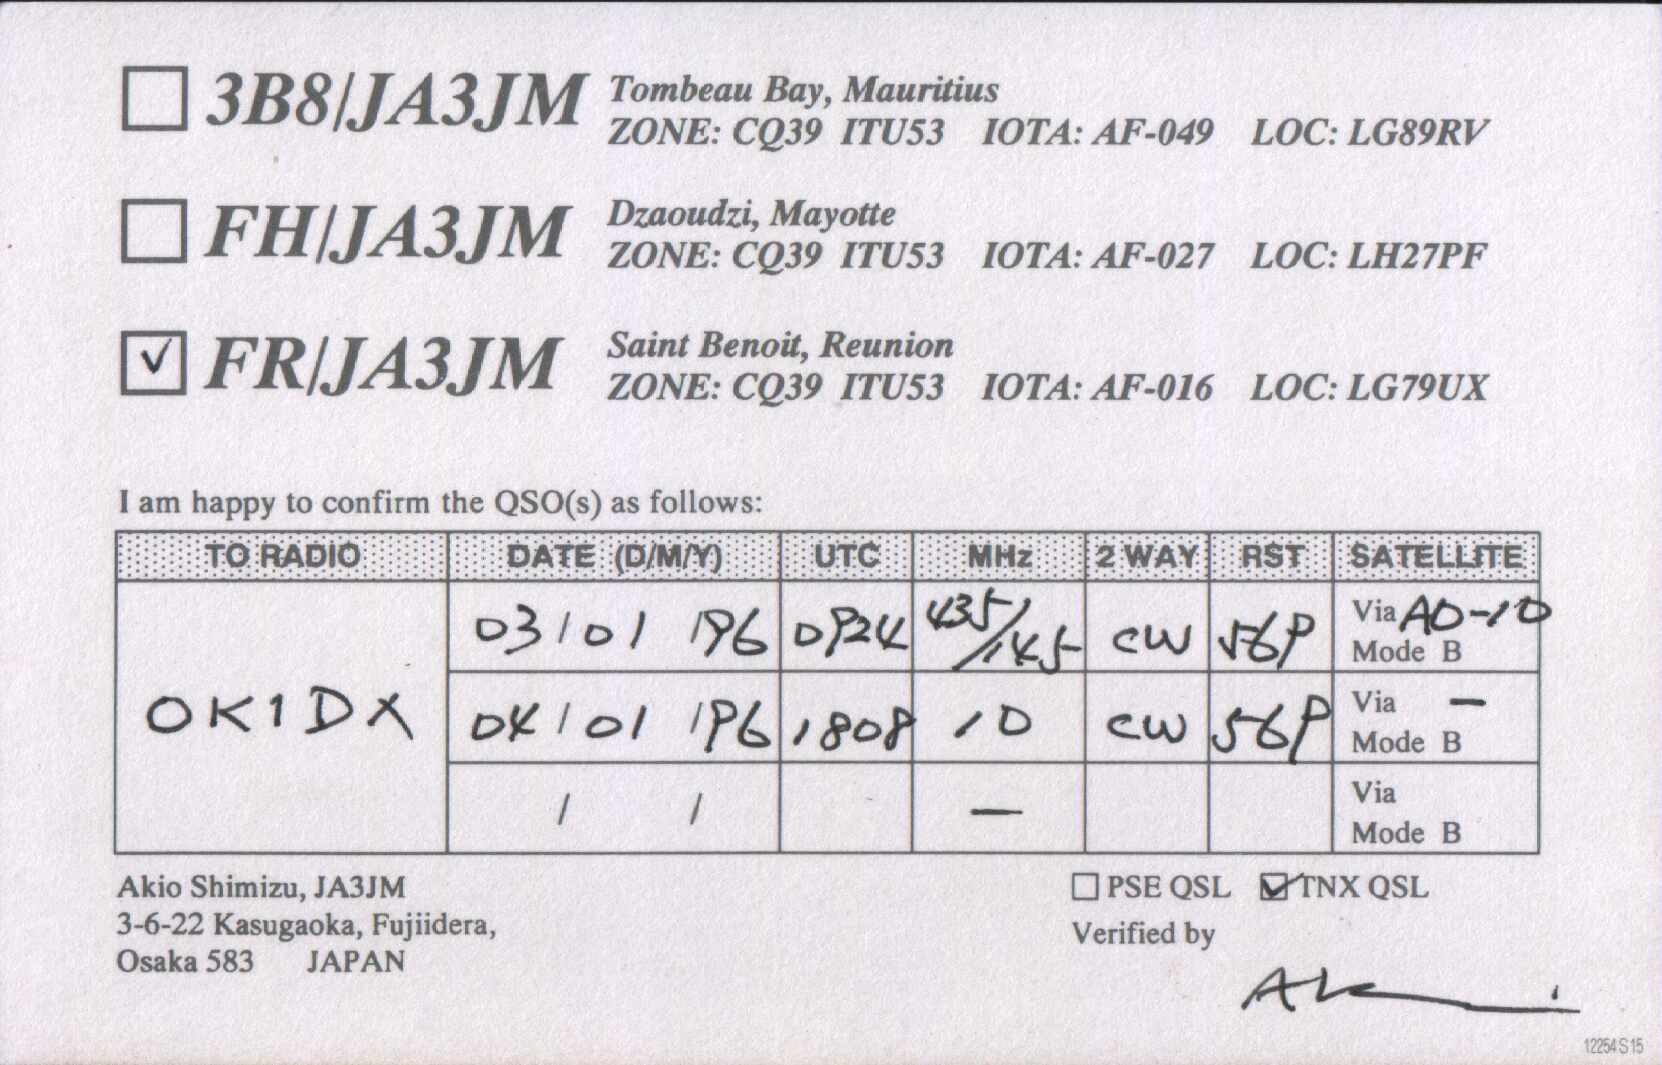 3B8/JA3JM Tombeau Bay, Mauritius
ZONE: CQ39 ITU53 IOTA: AF-049 LOC: LG89RV
FH/JA3JM Dzaoudzi, Mayotte
ZONE: CQ39 ITU53 IOTA: AF-027 LOC: LH27PF
✓ FR/JA3JM Saint Benoit, Reunion
ZONE: CQ39 ITU53 IOTA: AF-016 LOC: LG79UX
I am happy to confirm the QSO(s) as follows:
TO RADIO DATE (D/M/Y) UTC MHz 2 WAY RST SATELLITE
OK1DX
03/01/96 0924 435/145 CW 569 Via AO-10
Mode B
04/01/96 1808 10 CW 569 Via —
Mode B
/ / — Via
Mode B
Akio Shimizu, JA3JM
3-6-22 Kasugaoka, Fujiidera,
Osaka 583 JAPAN
PSE QSL ✓ TNX QSL
Verified by
12254 S 15